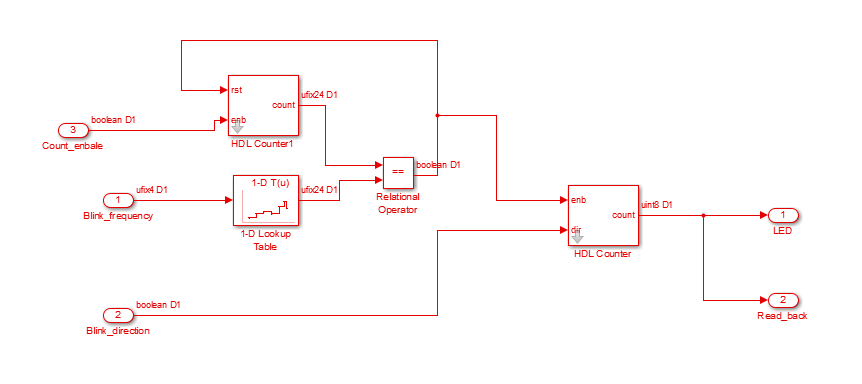 rst
ufix24 D1
count
boolean D1
enb
3
Count_enbale
HDL Counter1
boolean D1
==
Relational
Operator
1-D T(u)
ufix4 D1
ufix24 D1
1
Blink_frequency
1-D Lookup
Table
enb
uint8 D1
count
1
LED
dir
HDL Counter
boolean D1
2
Blink_direction
2
Read_back